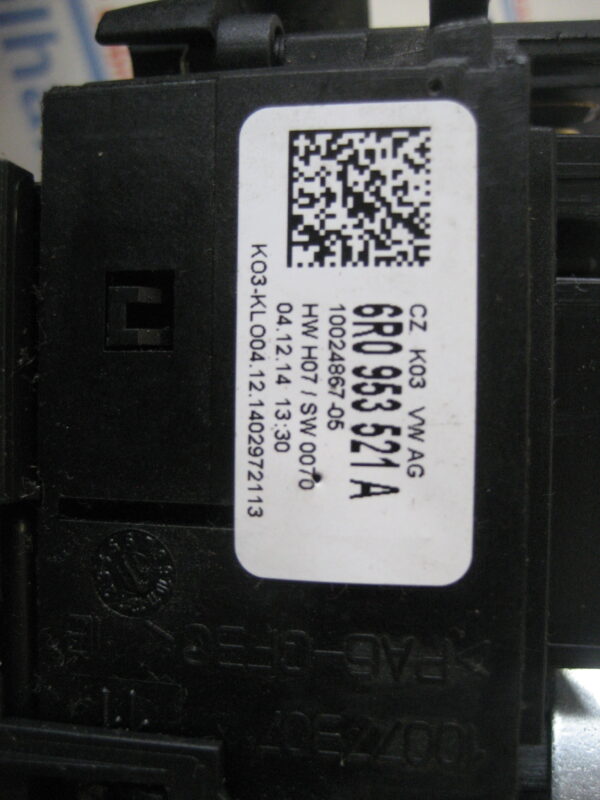 CZ K03 VW AG
6R0 953 521 A
10024867-05
HW H07 / SW 0070
04.12.14 13:30
K03-KLO04.12.1402972113